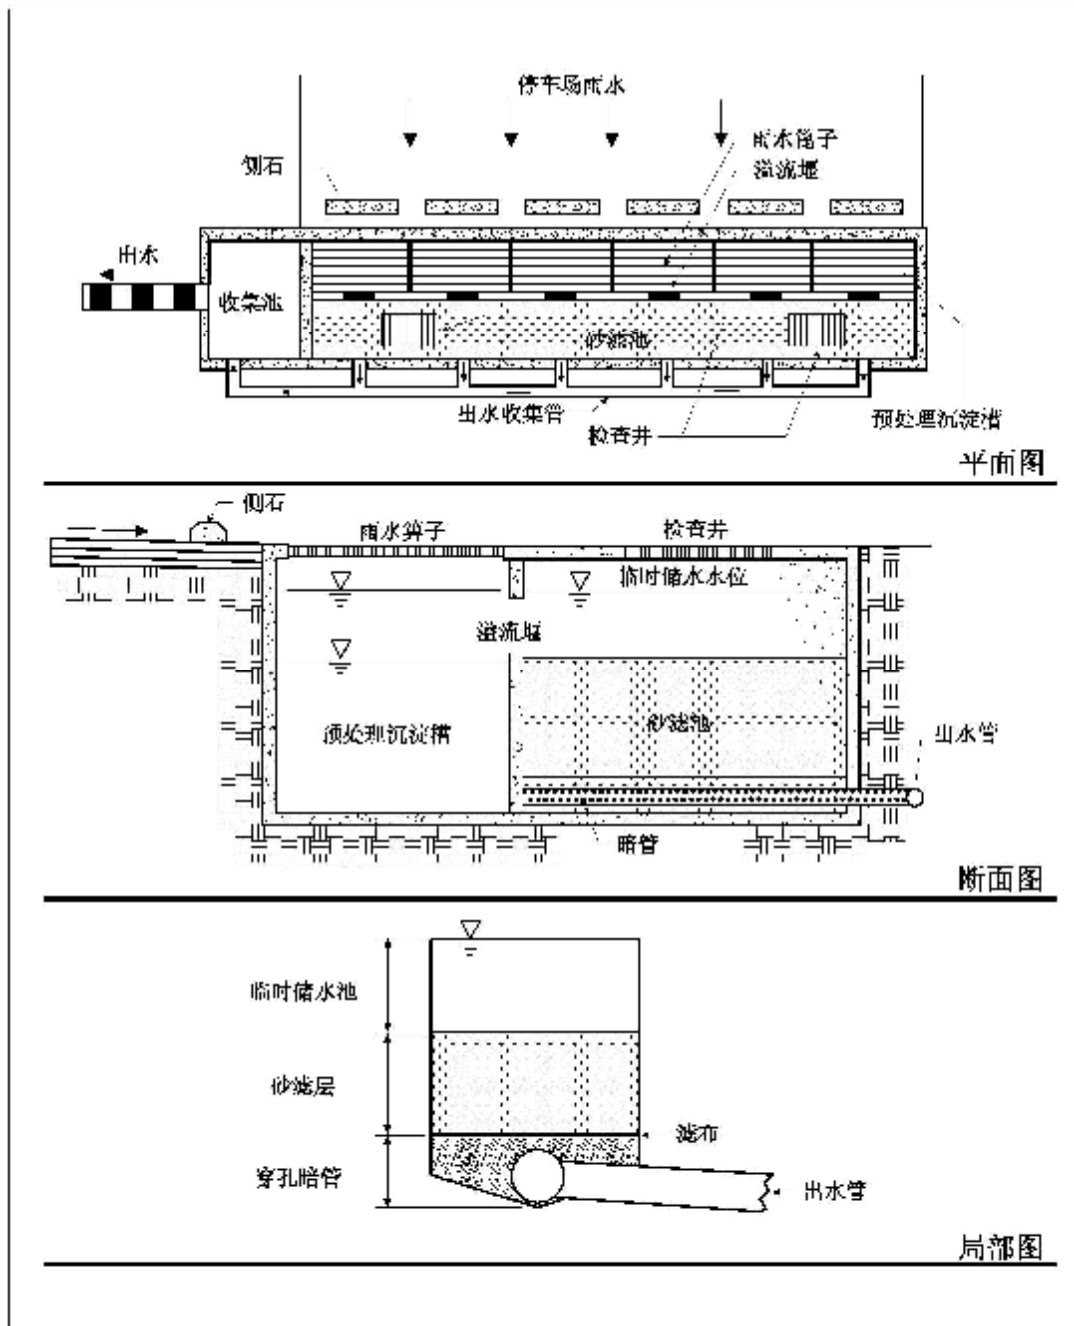 停车场雨水
雨水篦子
溢流堰
侧石
出水
收集池
砂滤池
出水收集管
检查井
预处理沉淀槽
平面图
侧石
雨水箅子
检查井
临时储水水位
溢流堰
预处理沉淀槽
砂滤池
出水管
暗管
断面图
临时储水池
砂滤层
滤布
穿孔暗管
出水管
局部图